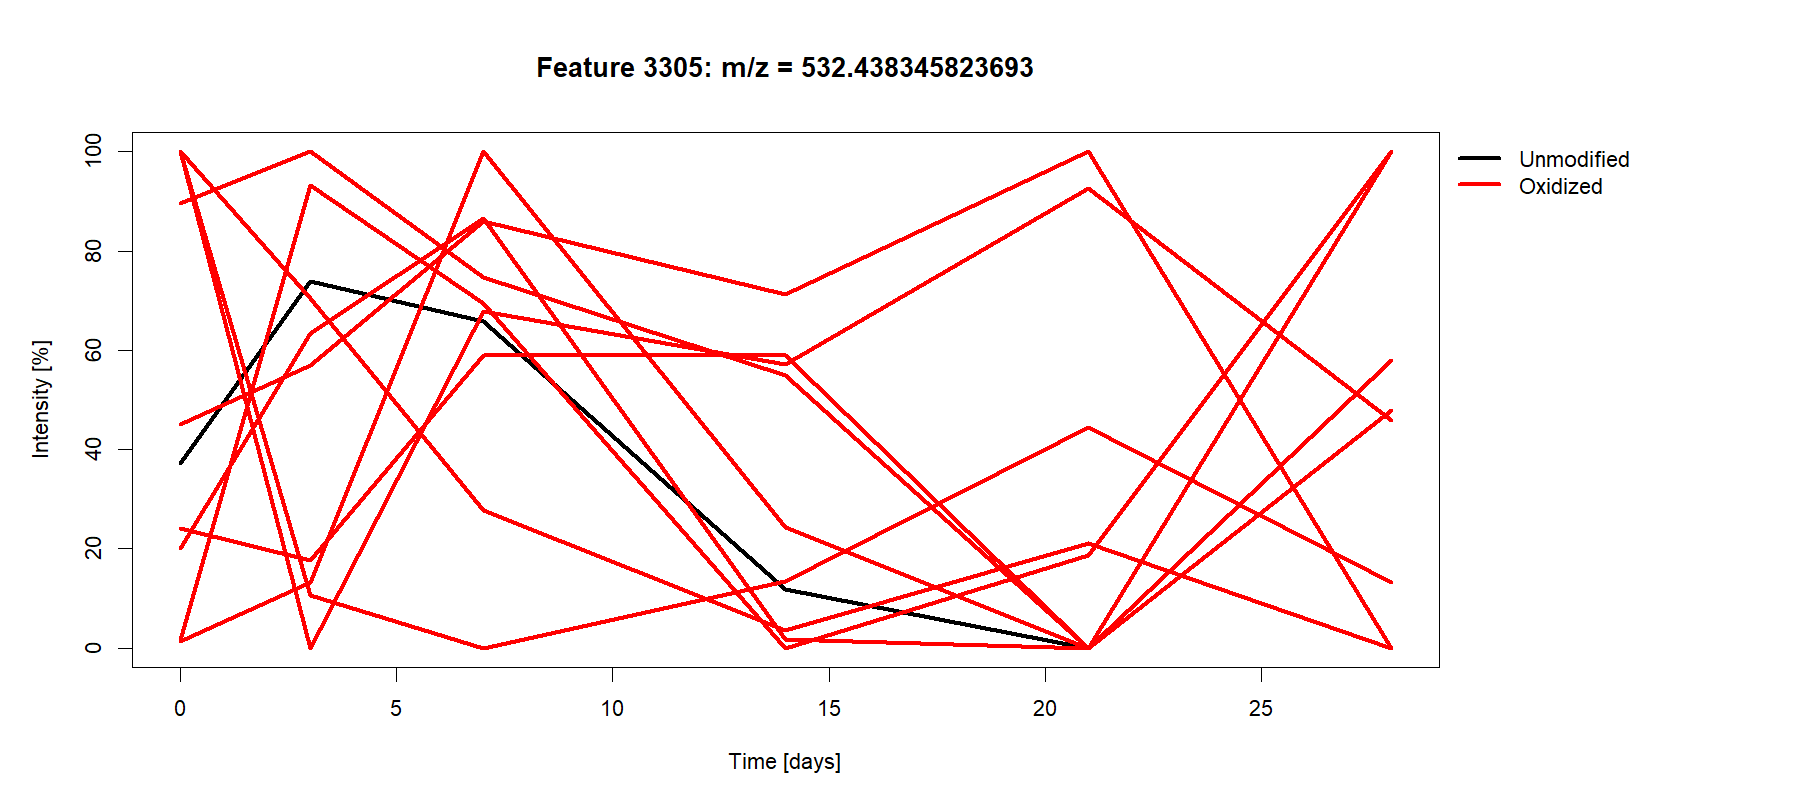 Feature 3305: m/z = 532.438345823693
Unmodified
Oxidized
Intensity [%]
100
80
60
40
20
0
0 5 10 15 20 25
Time [days]